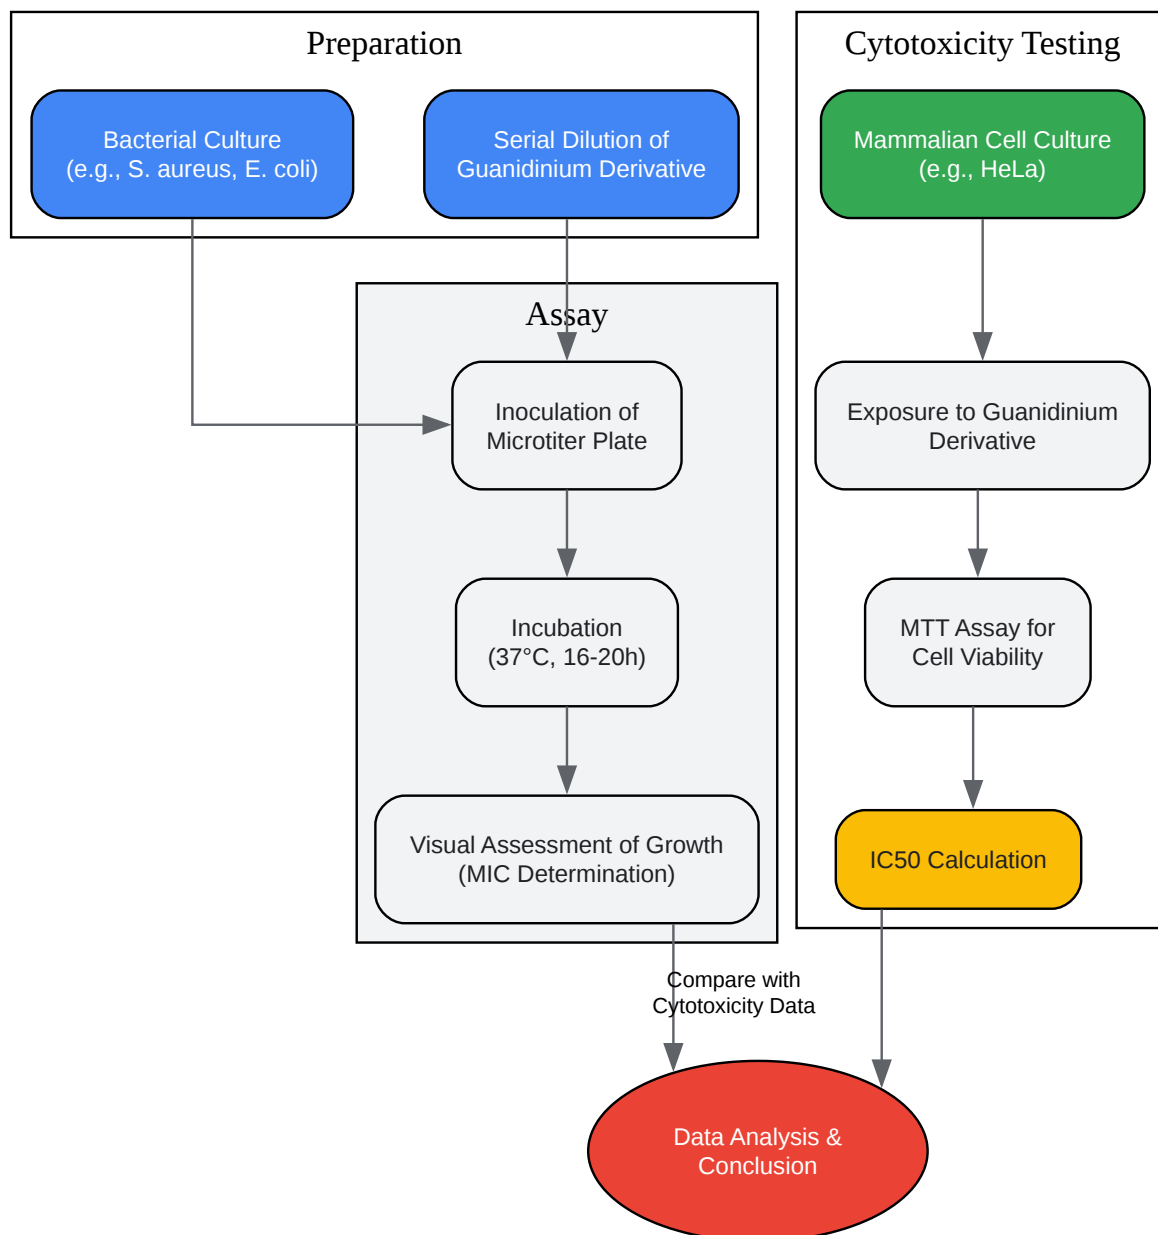 Preparation
Bacterial Culture
(e.g., S. aureus, E. coli)
Serial Dilution of
Guanidinium Derivative
Assay
Inoculation of
Microtiter Plate
Incubation
(37°C, 16-20h)
Visual Assessment of Growth
(MIC Determination)
Cytotoxicity Testing
Mammalian Cell Culture
(e.g., HeLa)
Exposure to Guanidinium
Derivative
MTT Assay for
Cell Viability
IC50 Calculation
Compare with
Cytotoxicity Data
Data Analysis &
Conclusion